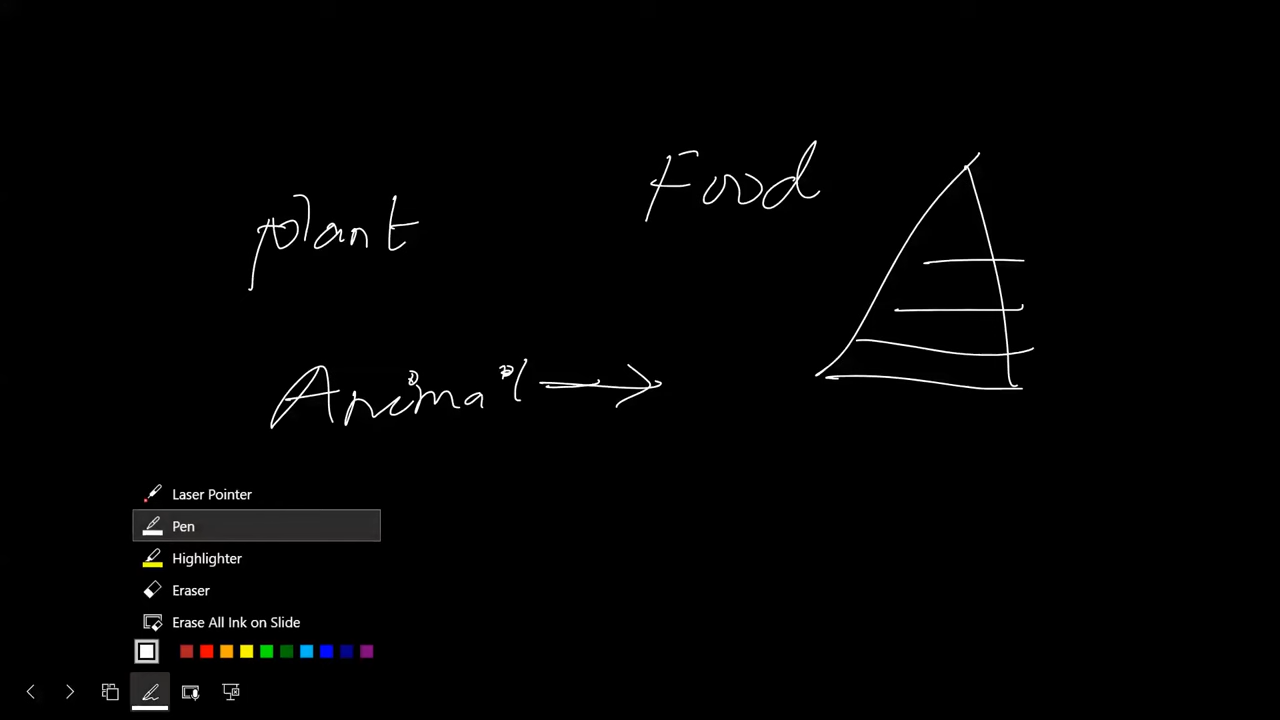 Food
plant
Animal
Laser Pointer
Pen
Highlighter
Eraser
Erase All Ink on Slide